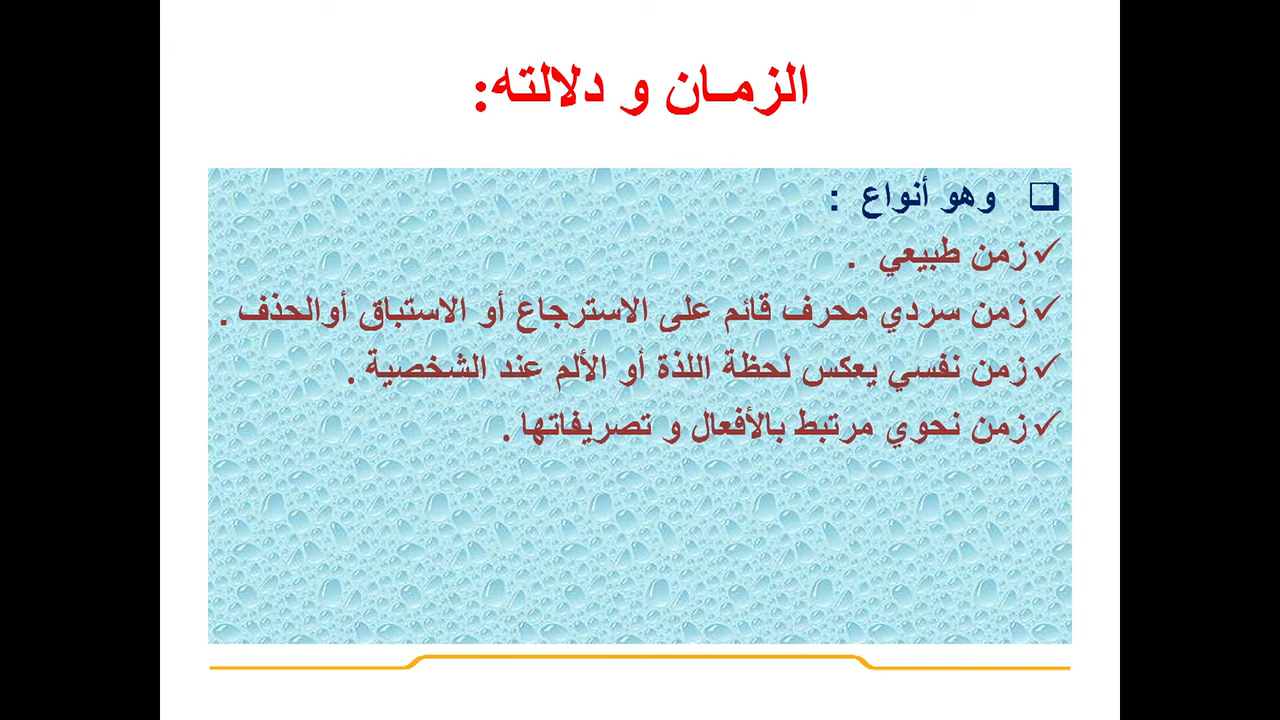 الزمـان و دلالته:
وهو أنواع :
زمن طبيعي .
زمن سردي محرف قائم على الاسترجاع أو الاستباق أوالحذف .
زمن نفسي يعكس لحظة اللذة أو الألم عند الشخصية .
زمن نحوي مرتبط بالأفعال و تصريفاتها .